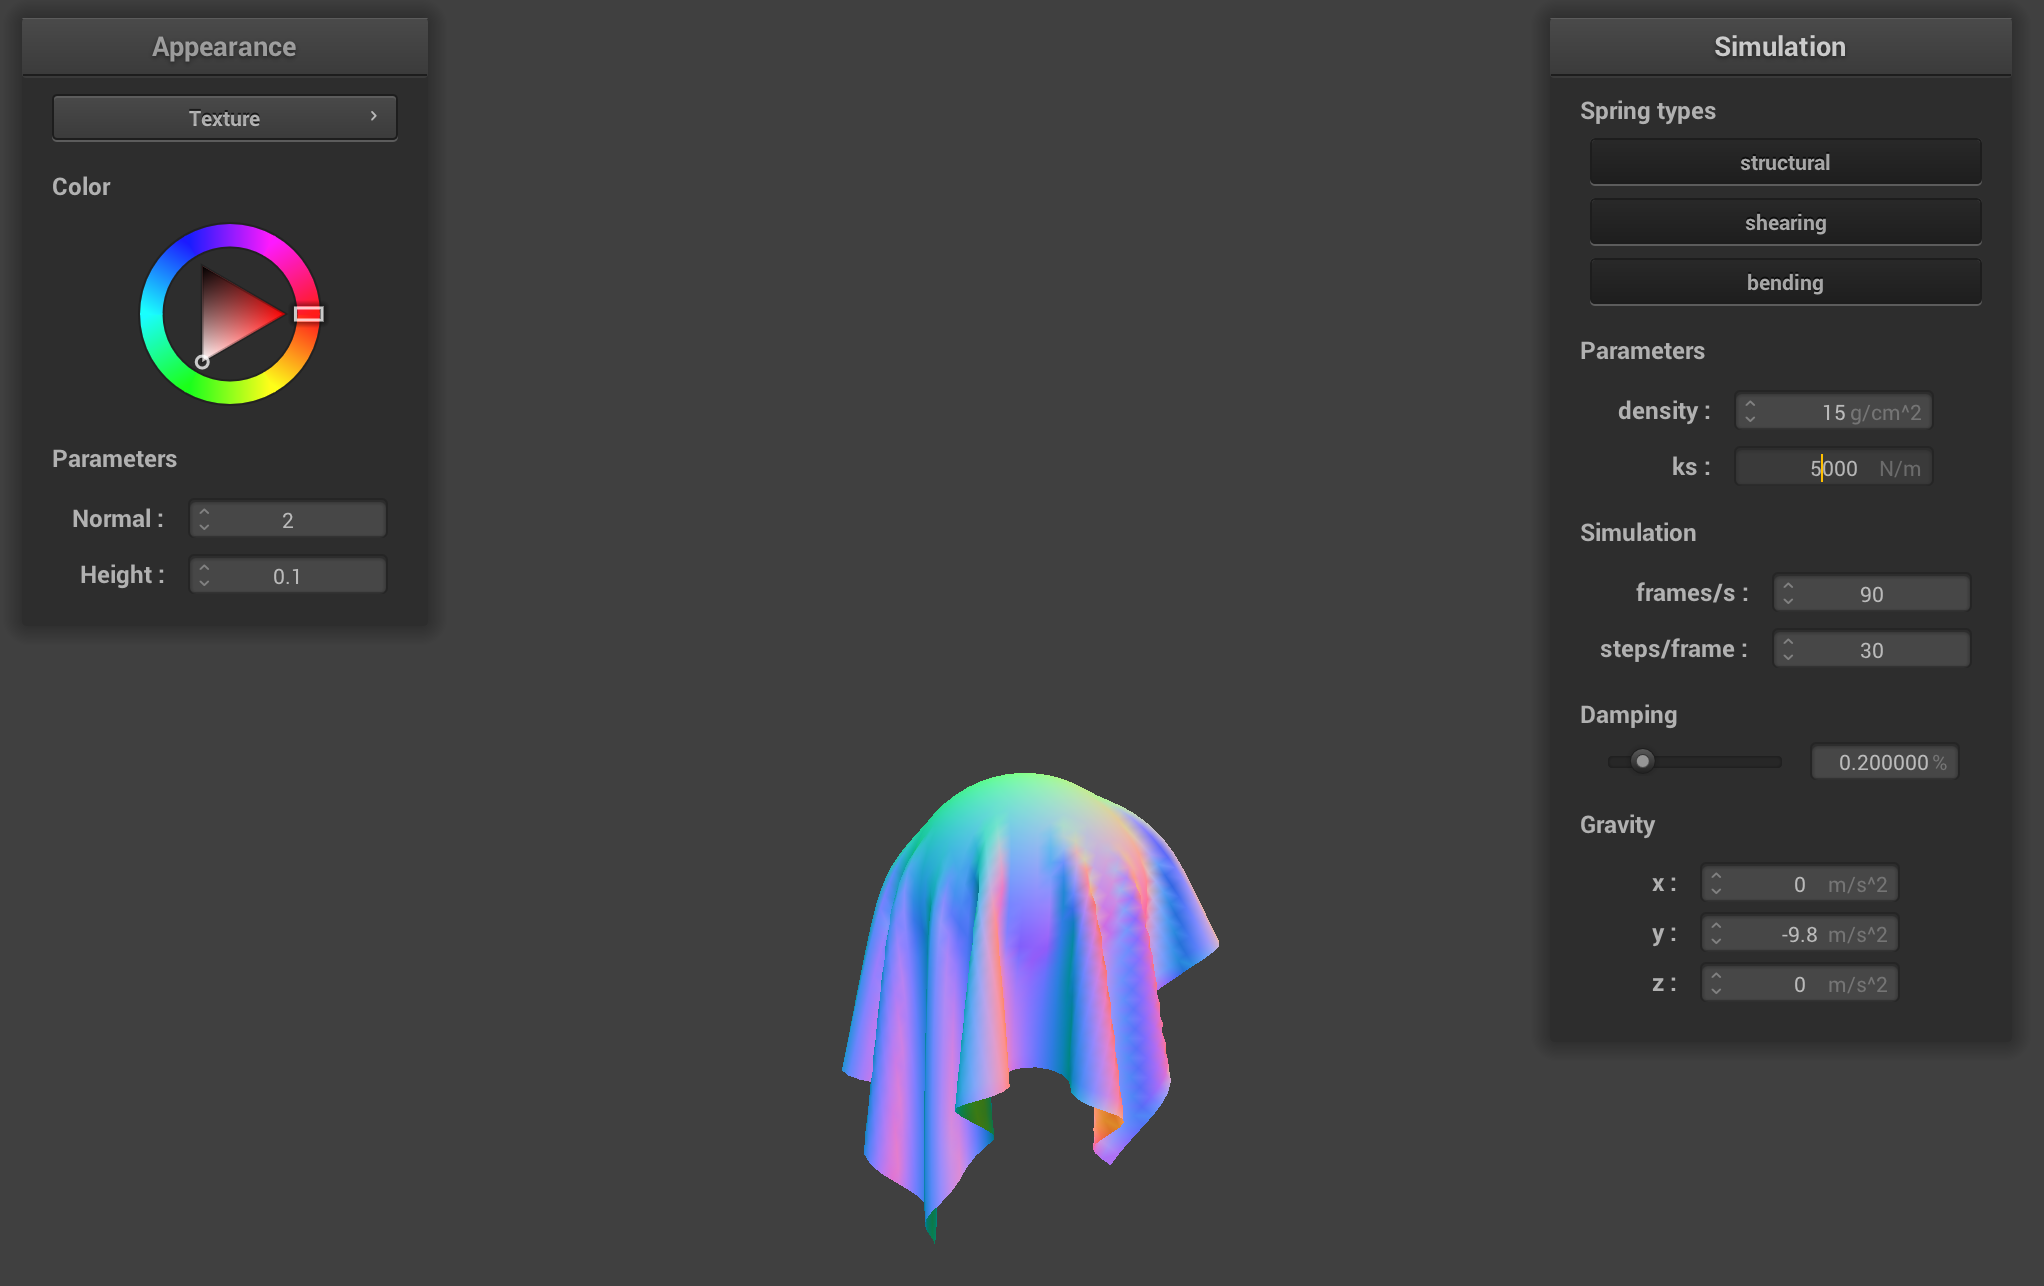 Appearance
Texture
Color
Parameters
Normal : 2
Height : 0.1
Simulation
Spring types
structural
shearing
bending
Parameters
density : 15 g/cm^2
ks : 5000 N/m
Simulation
frames/s : 90
steps/frame : 30
Damping
0.200000 %
Gravity
x : 0 m/s^2
y : -9.8 m/s^2
z : 0 m/s^2